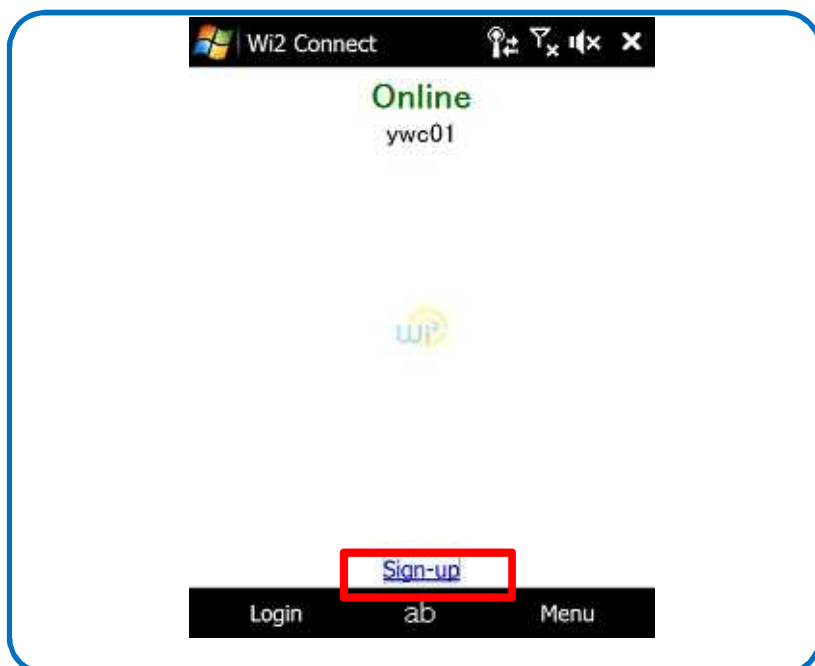 Wi2 Connect
Online
ywc01
Wi2
Sign-up
Login ab Menu